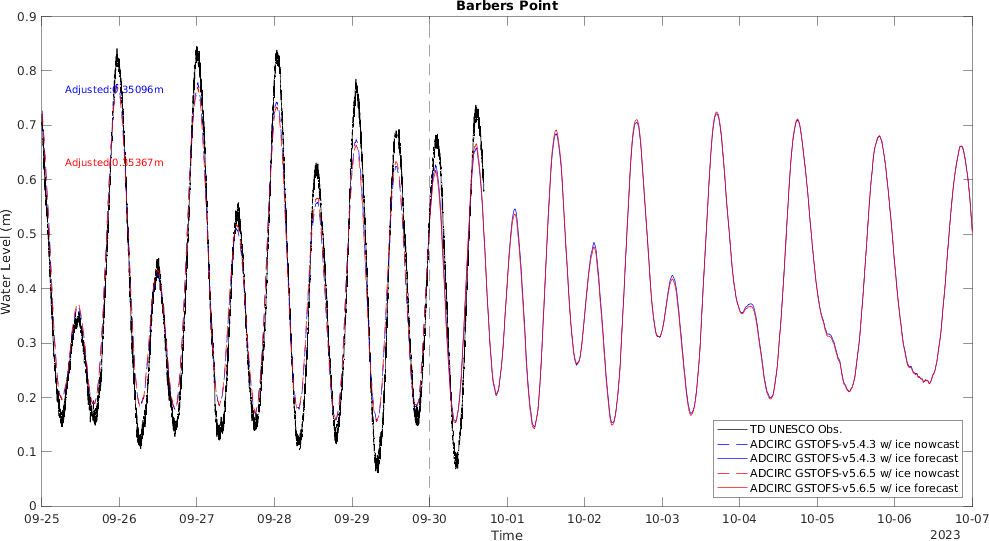 Barbers Point
0.9
0.8
0.7
0.6
0.5
0.4
0.3
0.2
0.1
0
Water Level (m)
Adjusted:0.35096m
Adjusted:0.35367m
TD UNESCO Obs.
ADCIRC GSTOFS-v5.4.3 w/ ice nowcast
ADCIRC GSTOFS-v5.4.3 w/ ice forecast
ADCIRC GSTOFS-v5.6.5 w/ ice nowcast
ADCIRC GSTOFS-v5.6.5 w/ ice forecast
09-25 09-26 09-27 09-28 09-29 09-30 10-01 10-02 10-03 10-04 10-05 10-06 10-07
Time
2023